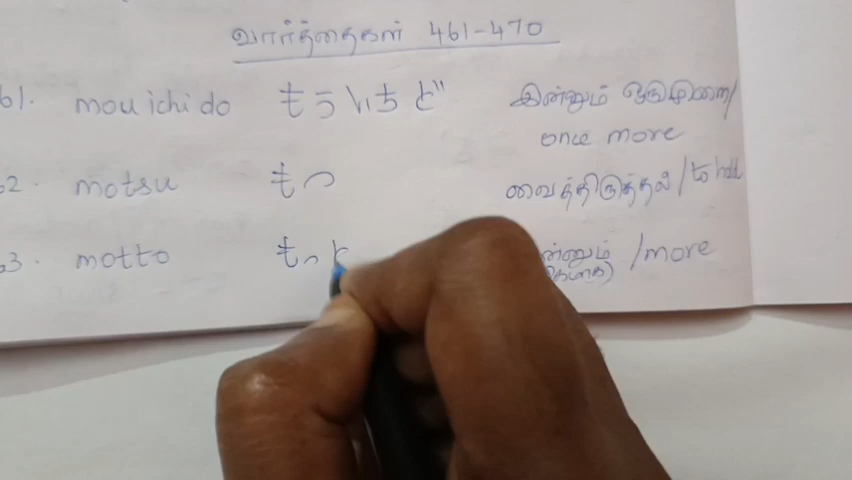 வார்த்தைகள் 461-470
61. mou ichi do もういちど இன்னும் ஒருமுறை/
once more
62. motsu もつ வைத்திருத்தல் / to hold
63. motto もっと ன்னும் /more